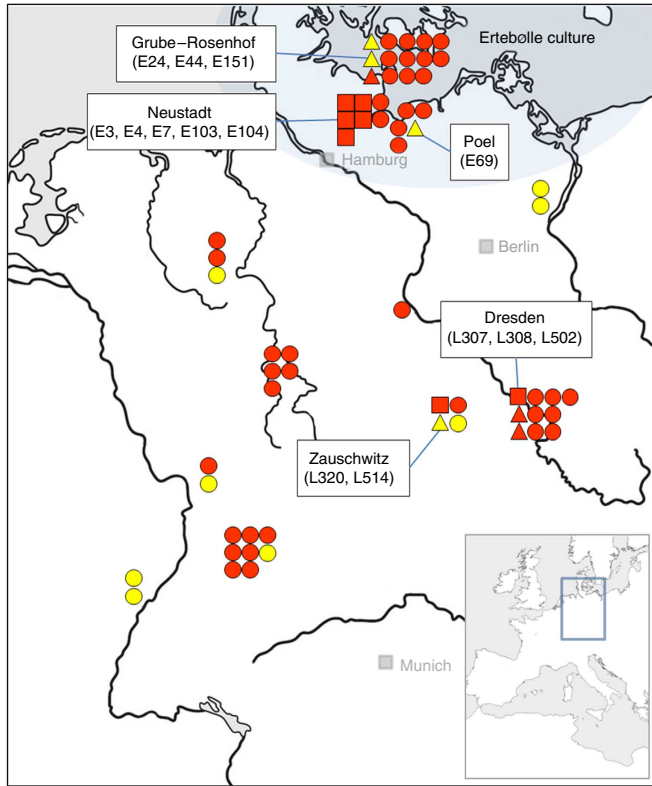 Grube–Rosenhof
(E24, E44, E151)
Ertebølle culture
Neustadt
(E3, E4, E7, E103, E104)
Poel
(E69)
Hamburg
Berlin
Dresden
(L307, L308, L502)
Zauschwitz
(L320, L514)
Munich